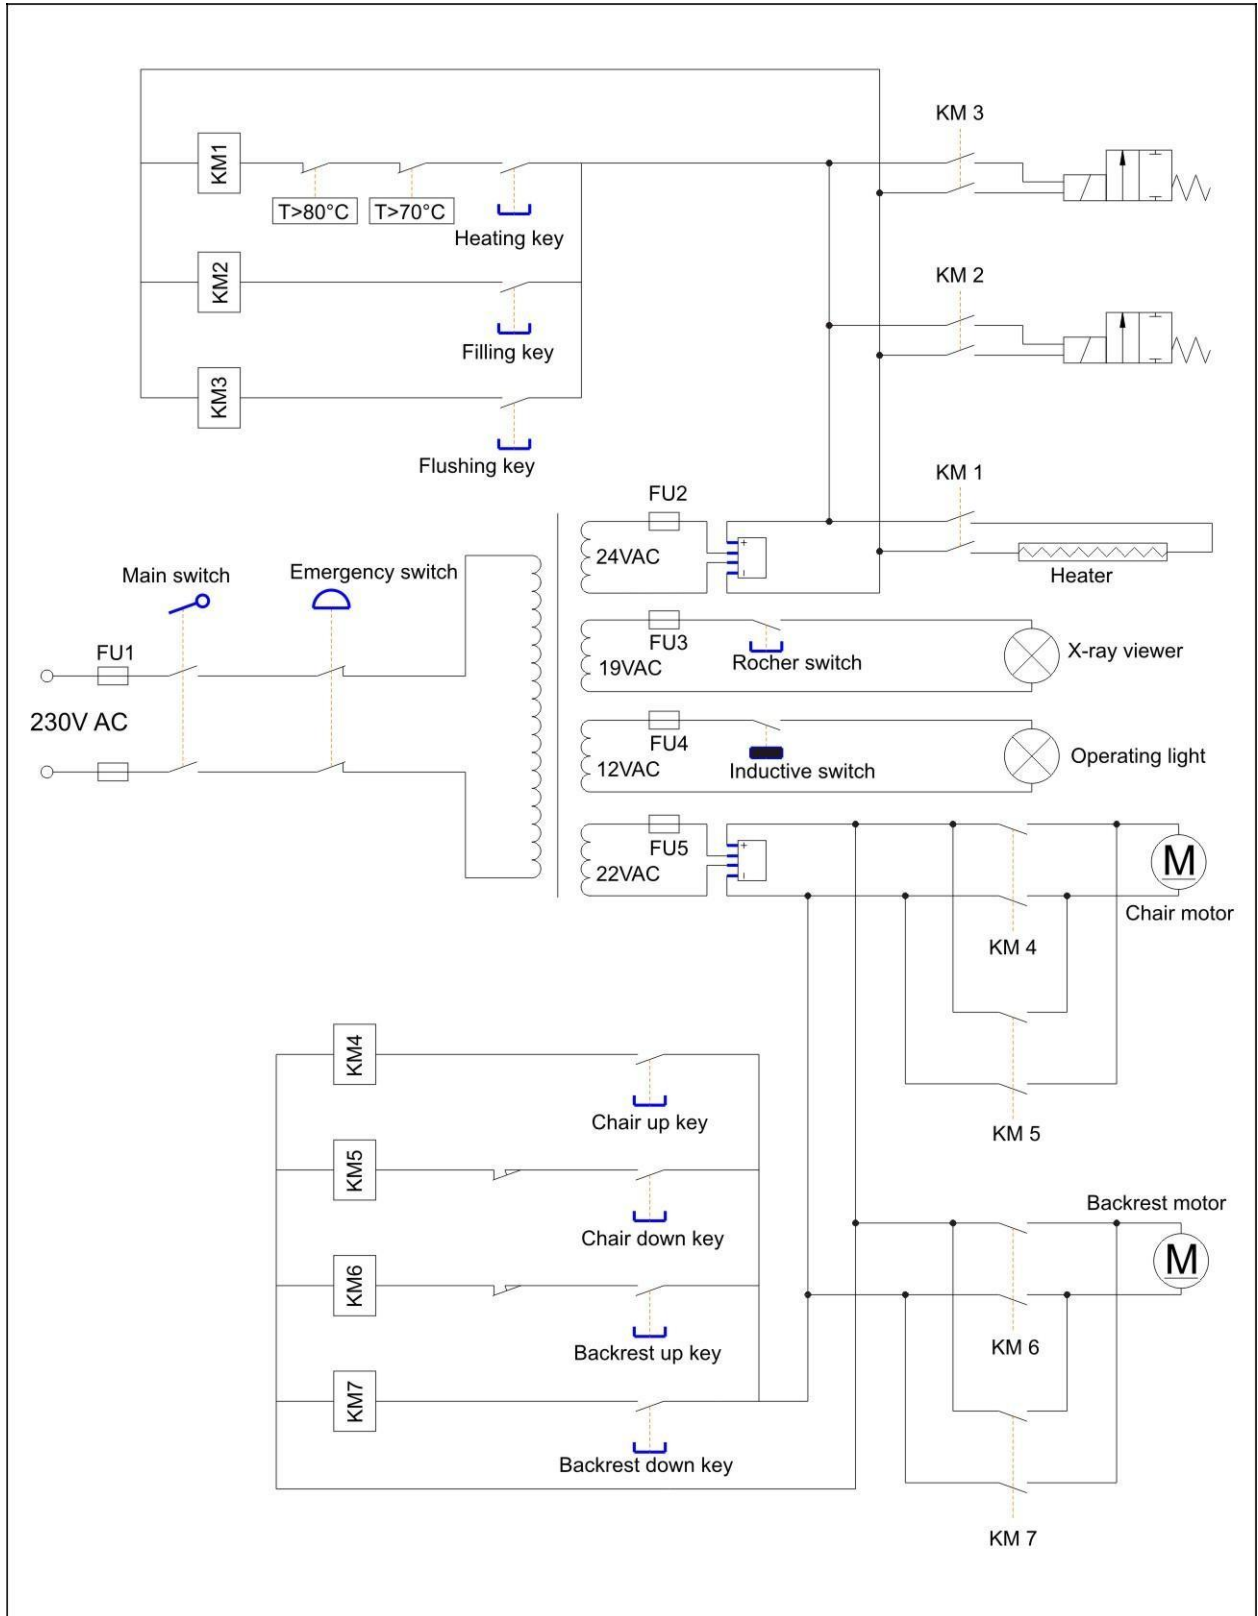 KM 3
KM1
T>80°C
T>70°C
Heating key
KM2
KM 2
Filling key
KM3
Flushing key
KM 1
FU2
24VAC
Heater
Main switch
Emergency switch
FU1
FU3
19VAC
Rocher switch
X-ray viewer
230V AC
FU4
12VAC
Inductive switch
Operating light
FU5
22VAC
+
-
+
-
M
Chair motor
KM 4
KM4
Chair up key
KM 5
KM5
Chair down key
Backrest motor
M
KM6
Backrest up key
KM 6
KM7
Backrest down key
KM 7